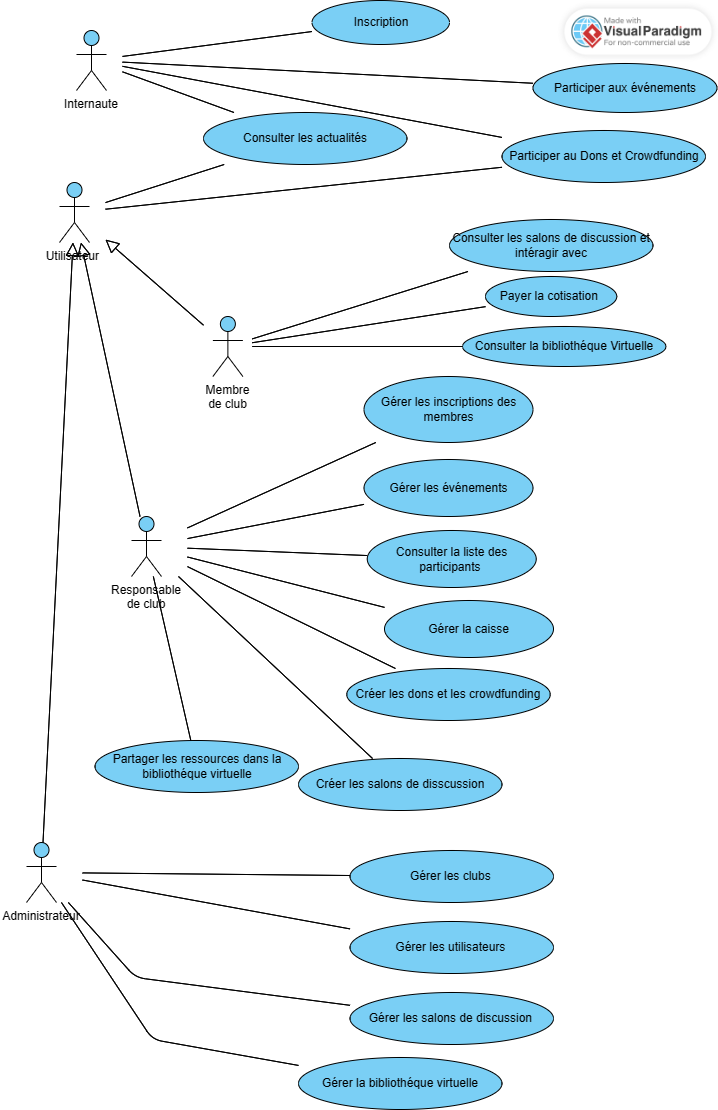 Inscription
Made with
VisualParadigm
For non-commercial use
Internaute
Participer aux événements
Consulter les actualités
Participer au Dons et Crowdfunding
Utilisateur
Consulter les salons de discussion et
intéragir avec
Payer la cotisation
Consulter la bibliothéque Virtuelle
Membre
de club
Gérer les inscriptions des
membres
Gérer les événements
Consulter la liste des
participants
Responsable
de club
Gérer la caisse
Créer les dons et les crowdfunding
Partager les ressources dans la
bibliothéque virtuelle
Créer les salons de disscussion
Gérer les clubs
Administrateur
Gérer les utilisateurs
Gérer les salons de discussion
Gérer la bibliothéque virtuelle